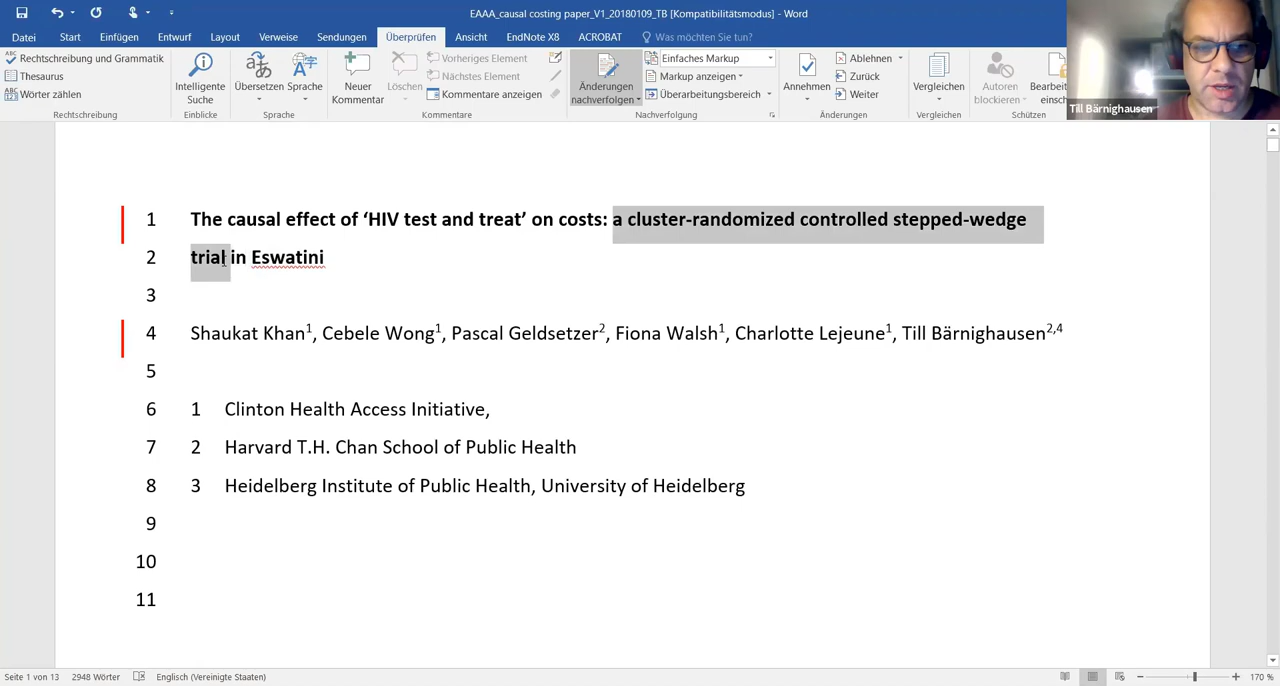 EAAA_causal costing paper_V1_20180109_TB [Kompatibilitätsmodus] - Word
Datei Start Einfügen Entwurf Layout Verweise Sendungen Überprüfen Ansicht EndNote X8 ACROBAT Was möchten Sie tun?
ABC Rechtschreibung und Grammatik
Thesaurus
ABC 123 Wörter zählen
Rechtschreibung
Intelligente Suche
Einblicke
Übersetzen Sprache
Sprache
Neuer Kommentar
Löschen
Vorheriges Element
Nächstes Element
Kommentare anzeigen
Kommentare
Änderungen nachverfolgen
Einfaches Markup
Markup anzeigen
Überarbeitungsbereich
Nachverfolgung
Annehmen
Ablehnen
Zurück
Weiter
Änderungen
Vergleichen
Vergleichen
Autoren blockieren
Bearbeit
einsch
Schützen
Till Bärnighausen
1 The causal effect of ‘HIV test and treat’ on costs: a cluster-randomized controlled stepped-wedge
2 trial in Eswatini
3
4 Shaukat Khan1, Cebele Wong1, Pascal Geldsetzer2, Fiona Walsh1, Charlotte Lejeune1, Till Bärnighausen2,4
5
6 1 Clinton Health Access Initiative,
7 2 Harvard T.H. Chan School of Public Health
8 3 Heidelberg Institute of Public Health, University of Heidelberg
9
10
11
Seite 1 von 13 2948 Wörter Englisch (Vereinigte Staaten) 170 %